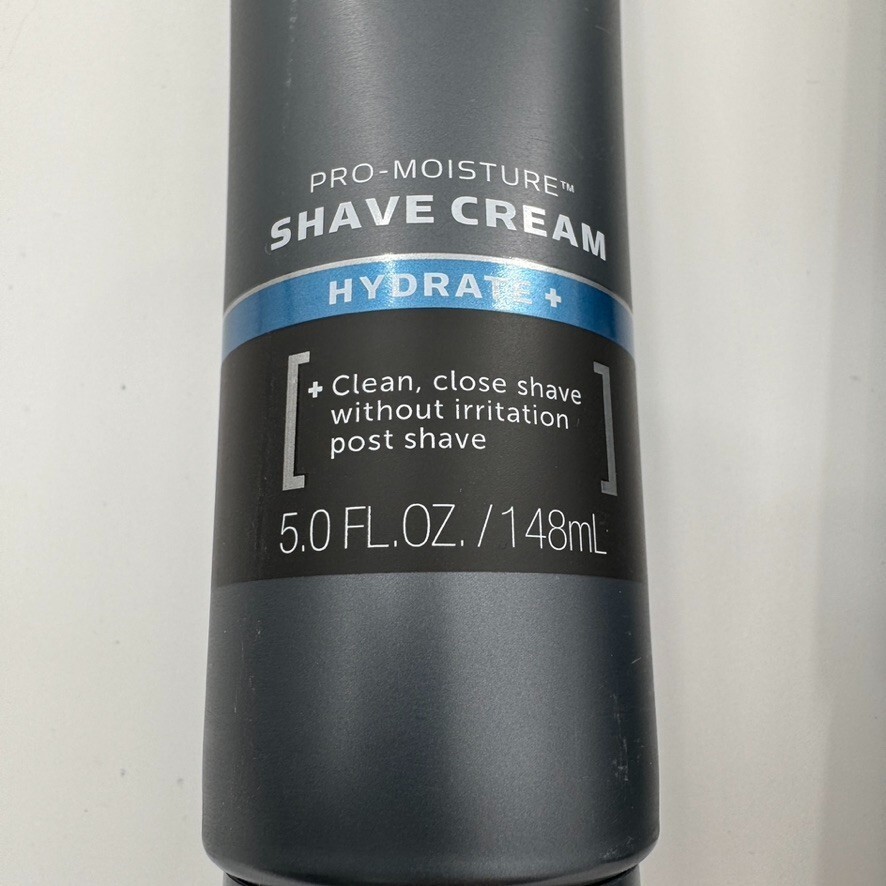 PRO-MOISTURE™
SHAVE CREAM
HYDRATE +
+ Clean, close shave
without irritation
post shave
5.0 FL.OZ. / 148mL